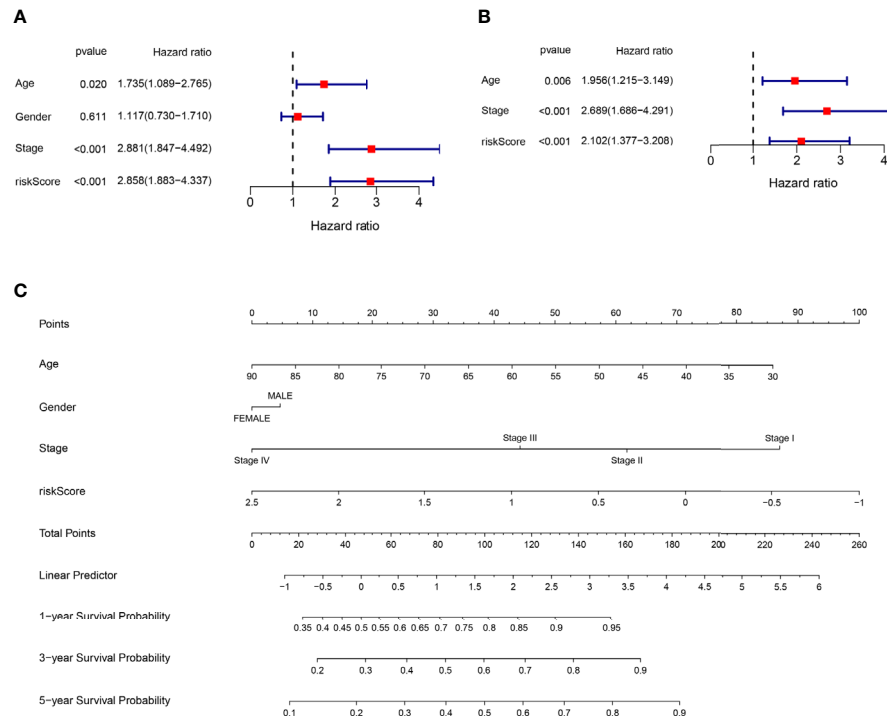 A
pvalue Hazard ratio
Age 0.020 1.735(1.089−2.765)
Gender 0.611 1.117(0.730−1.710)
Stage <0.001 2.881(1.847−4.492)
riskScore <0.001 2.858(1.883−4.337)
0 1 2 3 4
Hazard ratio
B
pvalue Hazard ratio
Age 0.006 1.956(1.215−3.149)
Stage <0.001 2.689(1.686−4.291)
riskScore <0.001 2.102(1.377−3.208)
0 1 2 3 4
Hazard ratio
C
Points 0 10 20 30 40 50 60 70 80 90 100
Age 90 85 80 75 70 65 60 55 50 45 40 35 30
MALE
Gender
FEMALE
Stage III Stage I
Stage
Stage IV Stage II
riskScore 2.5 2 1.5 1 0.5 0 −0.5 −1
Total Points 0 20 40 60 80 100 120 140 160 180 200 220 240 260
Linear Predictor −1 −0.5 0 0.5 1 1.5 2 2.5 3 3.5 4 4.5 5 5.5 6
1−year Survival Probability 0.35 0.4 0.45 0.5 0.55 0.6 0.65 0.7 0.75 0.8 0.85 0.9 0.95
3−year Survival Probability 0.2 0.3 0.4 0.5 0.6 0.7 0.8 0.9
5−year Survival Probability 0.1 0.2 0.3 0.4 0.5 0.6 0.7 0.8 0.9